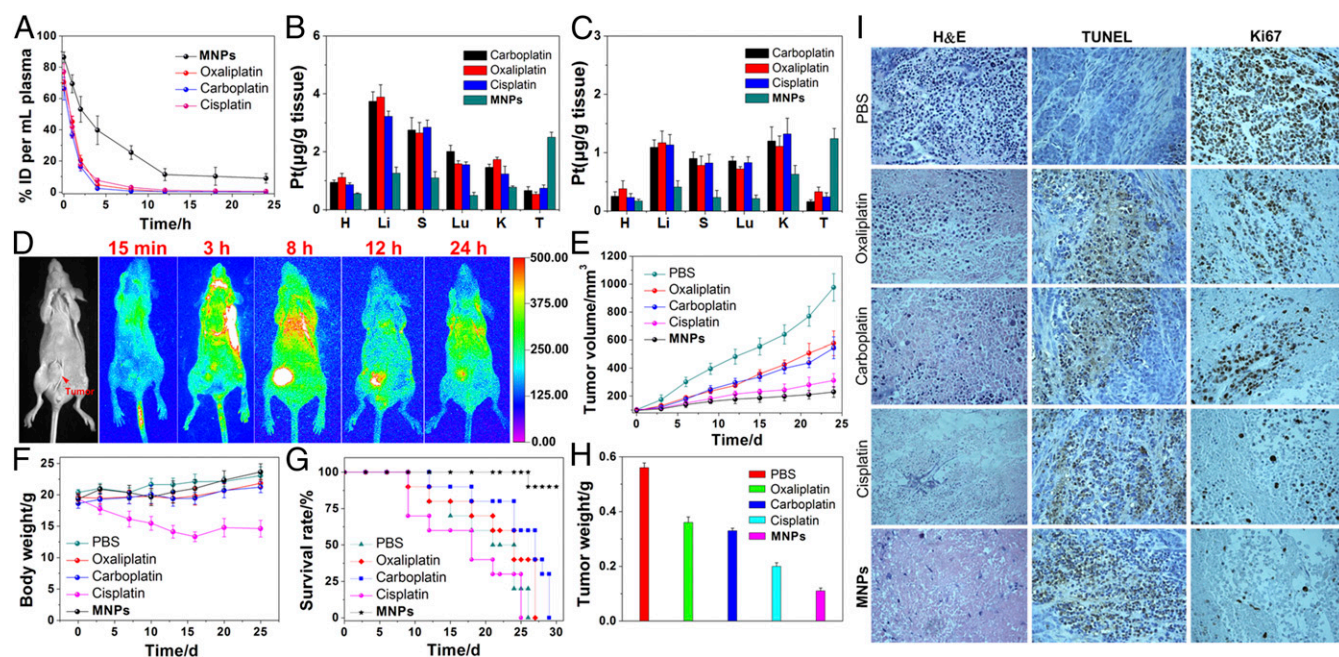 A
100
80
60
40
20
0
% ID per mL plasma
MNPs
Oxaliplatin
Carboplatin
Cisplatin
0 5 10 15 20 25
Time/h
B
6
4
2
0
Pt(µg/g tissue)
Carboplatin
Oxaliplatin
Cisplatin
MNPs
H Li S Lu K T
C
3
2
1
0
Pt(µg/g tissue)
Carboplatin
Oxaliplatin
Cisplatin
MNPs
H Li S Lu K T
D
15 min 3 h 8 h 12 h 24 h
Tumor
500.00
375.00
250.00
125.00
0.00
E
1200
1000
800
600
400
200
Tumor volume/mm³
PBS
Oxaliplatin
Carboplatin
Cisplatin
MNPs
0 5 10 15 20 25
Time/d
F
25
20
15
10
5
0
Body weight/g
PBS
Oxaliplatin
Carboplatin
Cisplatin
MNPs
0 5 10 15 20 25
Time/d
G
100
75
50
25
0
Survival rate/%
PBS
Oxaliplatin
Carboplatin
Cisplatin
MNPs
0 5 10 15 20 25 30
Time/d
H
0.6
0.4
0.2
0.0
Tumor weight/g
PBS
Oxaliplatin
Carboplatin
Cisplatin
MNPs
I
H&E TUNEL Ki67
PBS
Oxaliplatin
Carboplatin
Cisplatin
MNPs